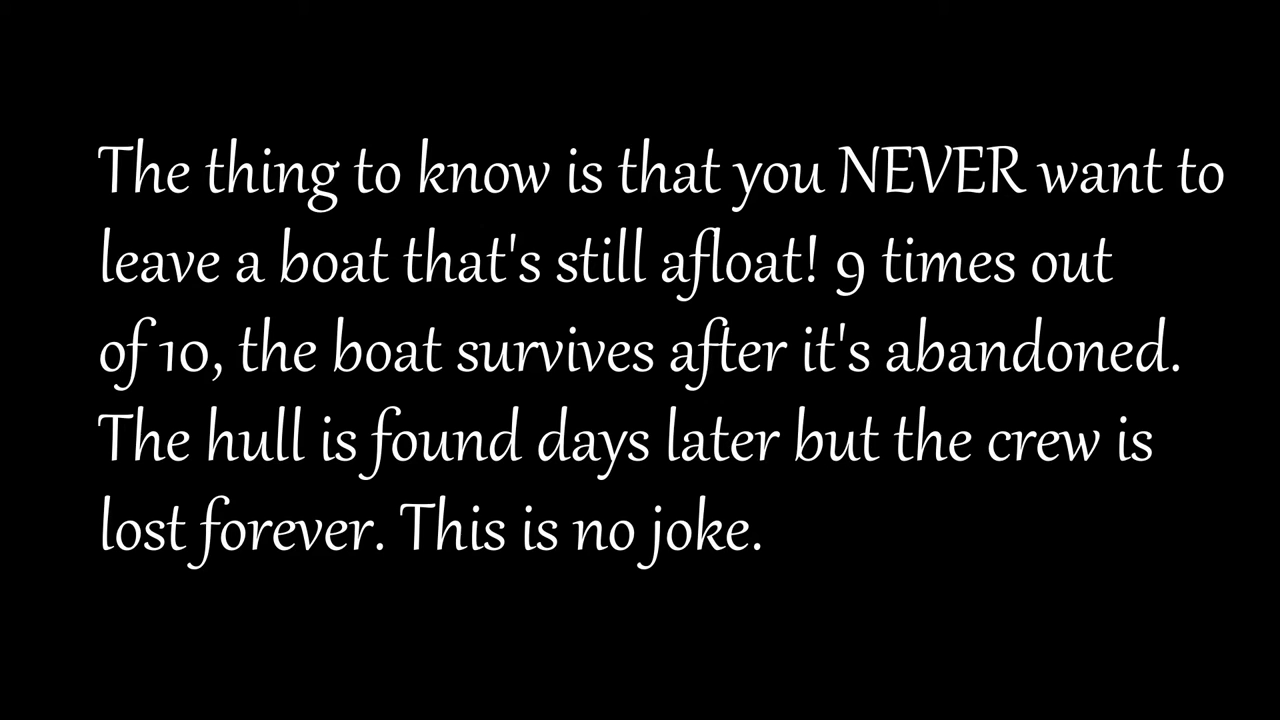 The thing to know is that you NEVER want to
leave a boat that's still afloat! 9 times out
of 10, the boat survives after it's abandoned.
The hull is found days later but the crew is
lost forever. This is no joke.